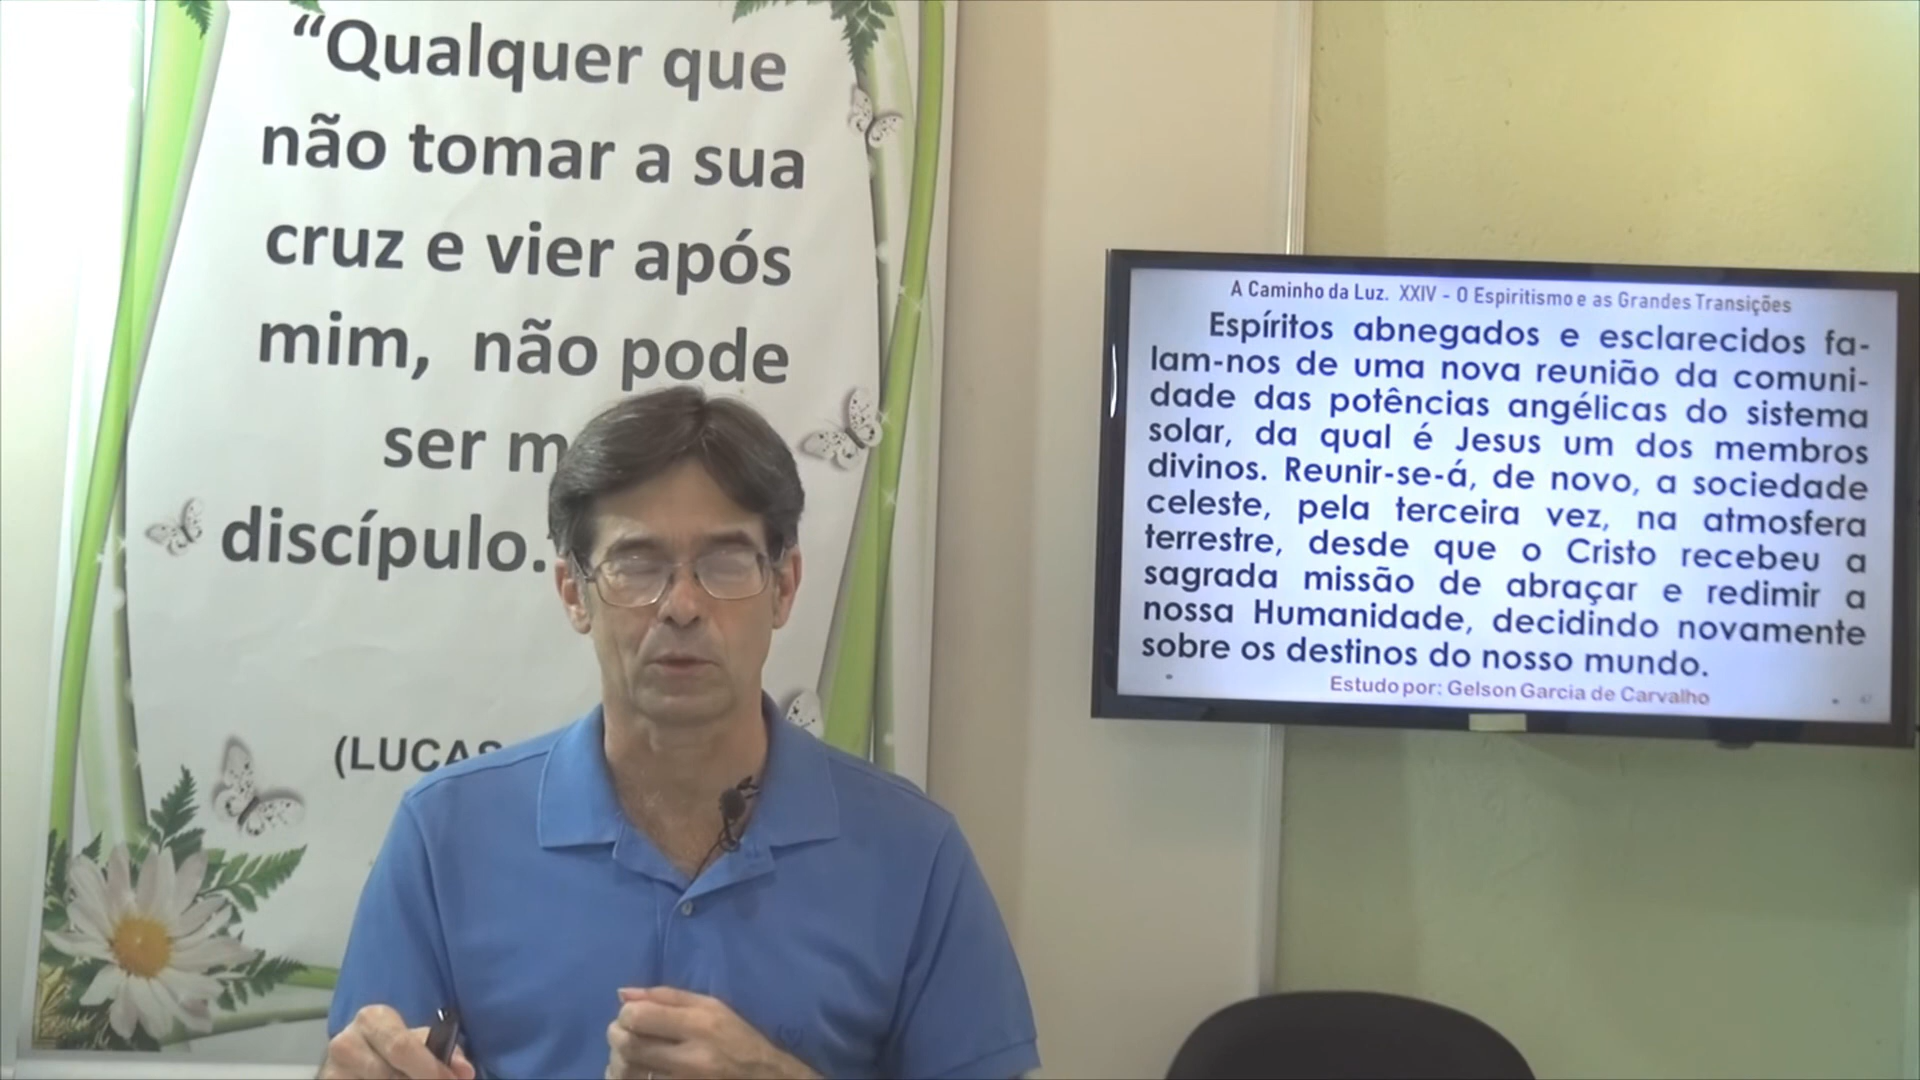 “Qualquer que
não tomar a sua
cruz e vier após
mim, não pode
ser
discípulo.
(LUCAS
A Caminho da Luz. XXIV - O Espiritismo e as Grandes Transições
Espíritos abnegados e esclarecidos fa-
lam-nos de uma nova reunião da comuni-
dade das potências angélicas do sistema
solar, da qual é Jesus um dos membros
divinos. Reunir-se-á, de novo, a sociedade
celeste, pela terceira vez, na atmosfera
terrestre, desde que o Cristo recebeu a
sagrada missão de abraçar e redimir a
nossa Humanidade, decidindo novamente
sobre os destinos do nosso mundo.
Estudo por: Gelson Garcia de Carvalho